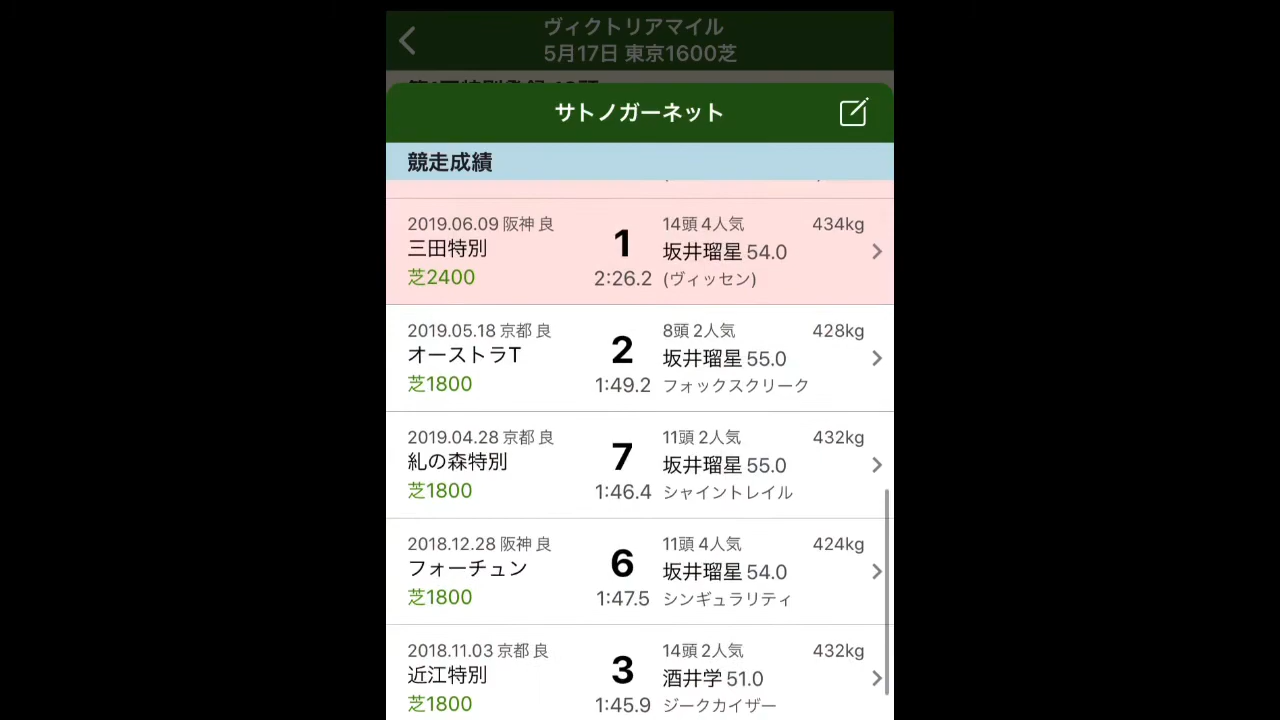 ヴィクトリアマイル
5月17日 東京1600芝
サトノガーネット
競走成績
2019.06.09 阪神 良
三田特別
芝2400
1
2:26.2
14頭 4人気
434kg
坂井瑠星 54.0
(ヴィッセン)
2019.05.18 京都 良
オーストラT
芝1800
2
1:49.2
8頭 2人気
428kg
坂井瑠星 55.0
フォックスクリーク
2019.04.28 京都 良
糺の森特別
芝1800
7
1:46.4
11頭 2人気
432kg
坂井瑠星 55.0
シャイントレイル
2018.12.28 阪神 良
フォーチュン
芝1800
6
1:47.5
11頭 4人気
424kg
坂井瑠星 54.0
シンギュラリティ
2018.11.03 京都 良
近江特別
芝1800
3
1:45.9
14頭 2人気
432kg
酒井学 51.0
ジークカイザー